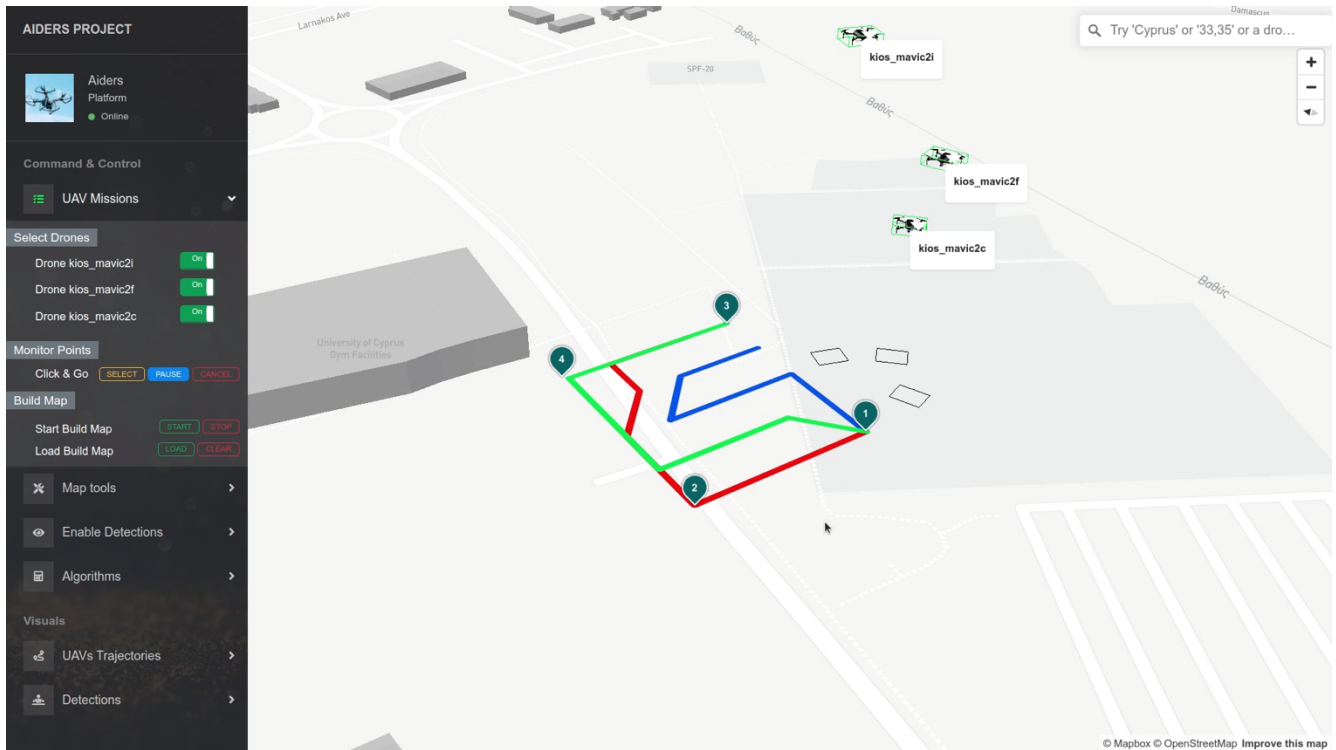 AIDERS PROJECT
Aiders
Platform
Online
Command & Control
UAV Missions
Select Drones
Drone kios_mavic2i On
Drone kios_mavic2f On
Drone kios_mavic2c On
Monitor Points
Click & Go SELECT PAUSE CANCEL
Build Map
Start Build Map START STOP
Load Build Map LOAD CLEAR
Map tools
Enable Detections
Algorithms
Visuals
UAVs Trajectories
Detections
Larnakos Ave
Βαθύς
SPF-20
Damascus
Try 'Cyprus' or '33,35' or a dro…
+
−
kios_mavic2i
Βαθύς
kios_mavic2f
kios_mavic2c
Βαθύς
University of Cyprus
Gym Facilities
3
4
1
2
© Mapbox © OpenStreetMap Improve this map